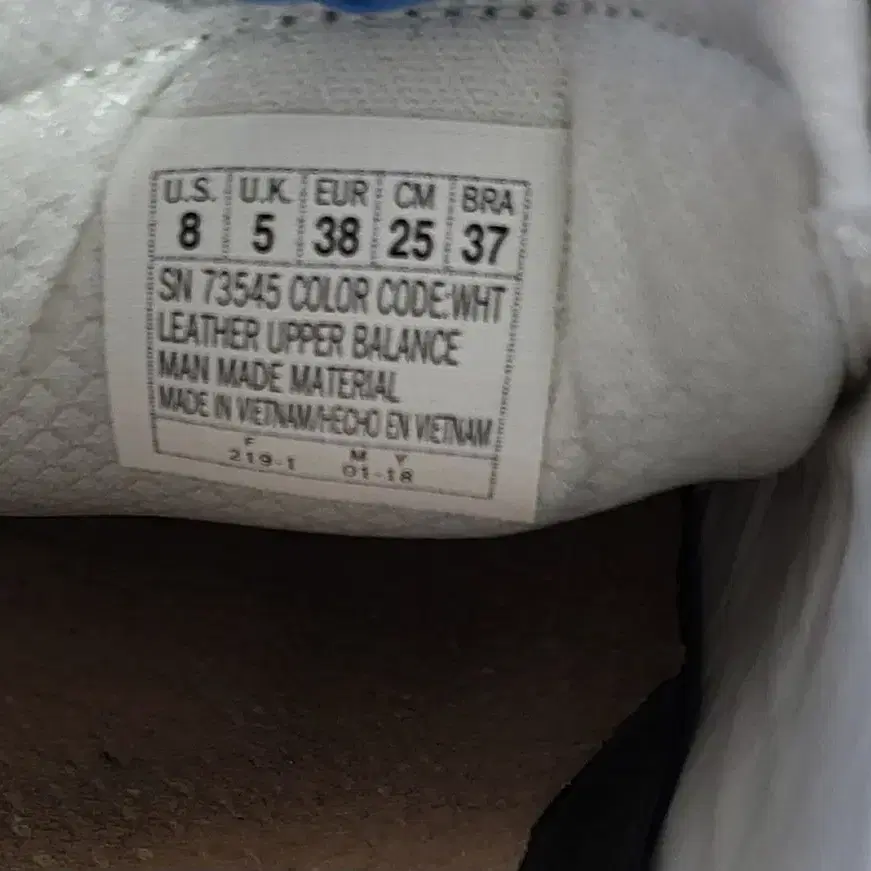 U.S. U.K. EUR CM BRA
8 5 38 25 37
SN 73545 COLOR CODE:WHT
LEATHER UPPER BALANCE
MAN MADE MATERIAL
MADE IN VIETNAM/HECHO EN VIETNAM
F M Y
219-1 01-18